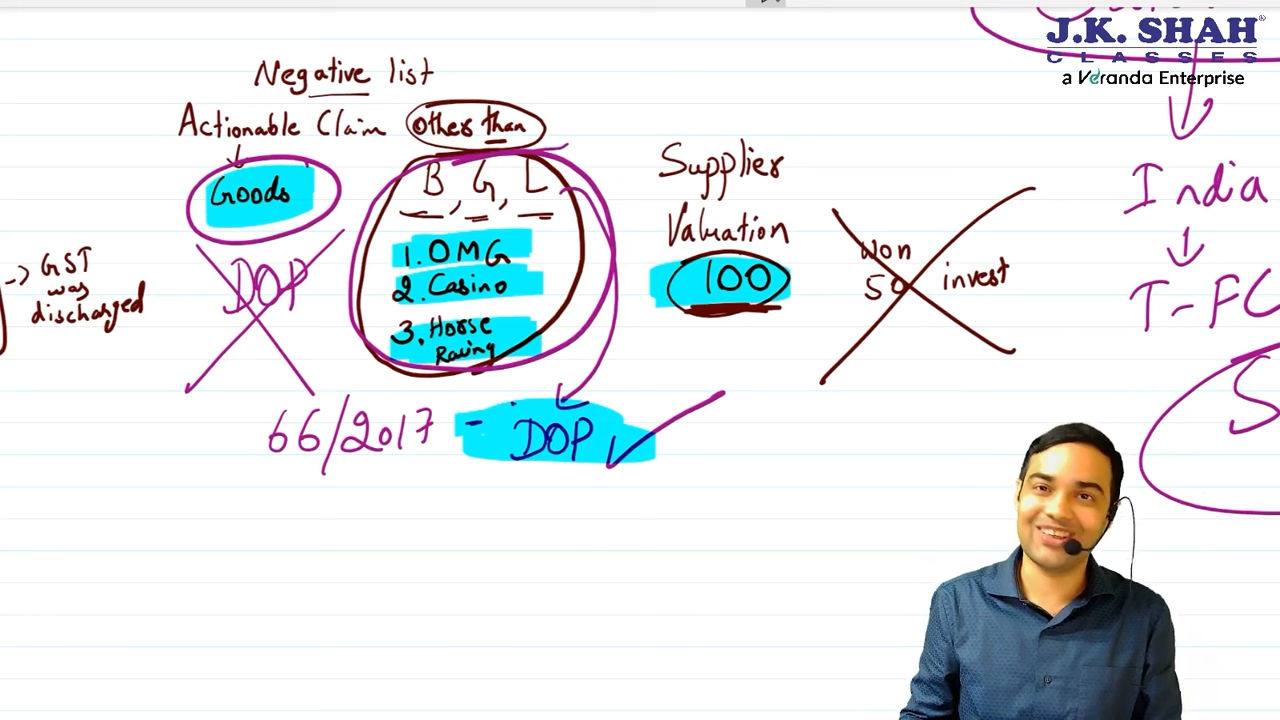 J.K. SHAH®
CLASSES
a Veranda Enterprise
Negative list
Actionable Claim other than
Goods
B, G, L
DOP
1. OMG
2. Casino
3. Horse
Racing
-> GST
was
discharged
Supplier
Valuation
100
won
50
invest
India
T-FC
S
66/2017 - DOP